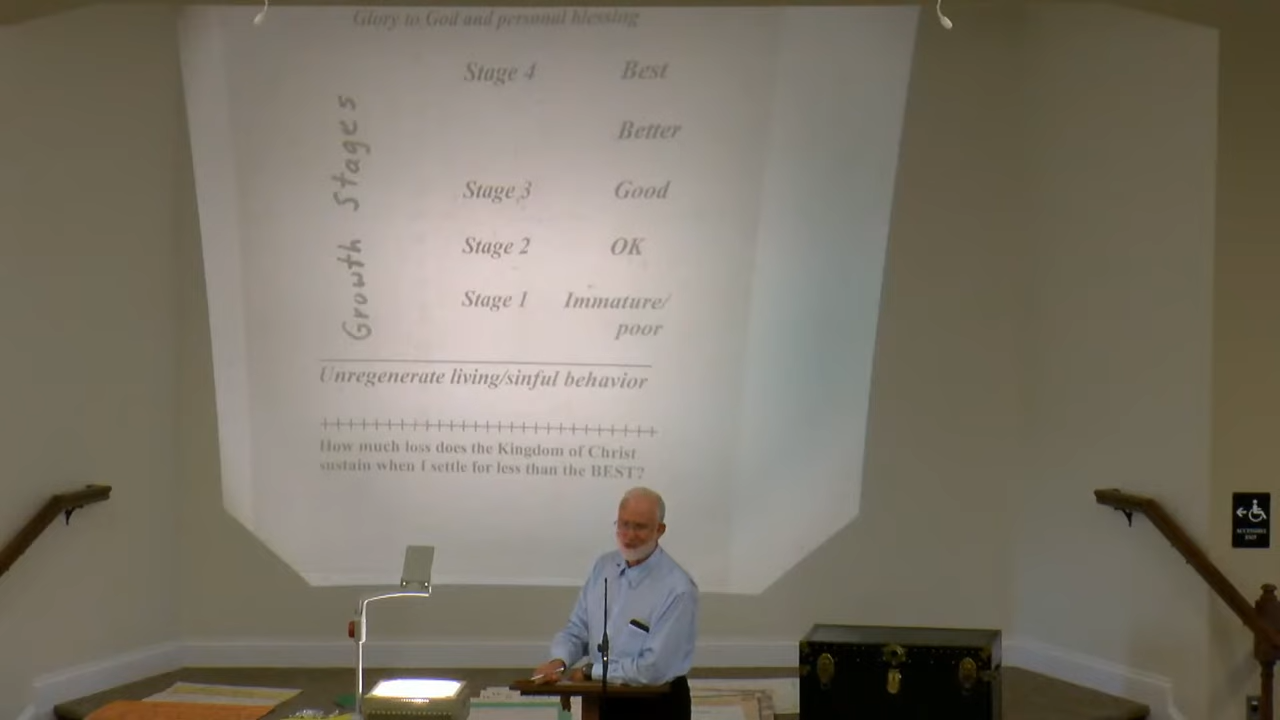 Glory to God and personal blessing
Stage 4 Best
Better
Stage 3 Good
Stage 2 OK
Stage 1 Immature/
poor
Growth Stages
Unregenerate living/sinful behavior
How much loss does the Kingdom of Christ
sustain when I settle for less than the BEST?
ACCESSIBLE